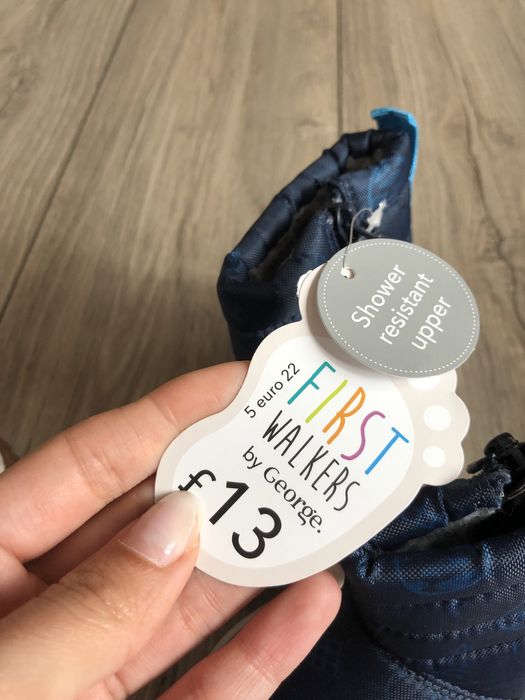 Shower
resistant
upper
5 euro 22
FIRST
WALKERS
by George.
£13